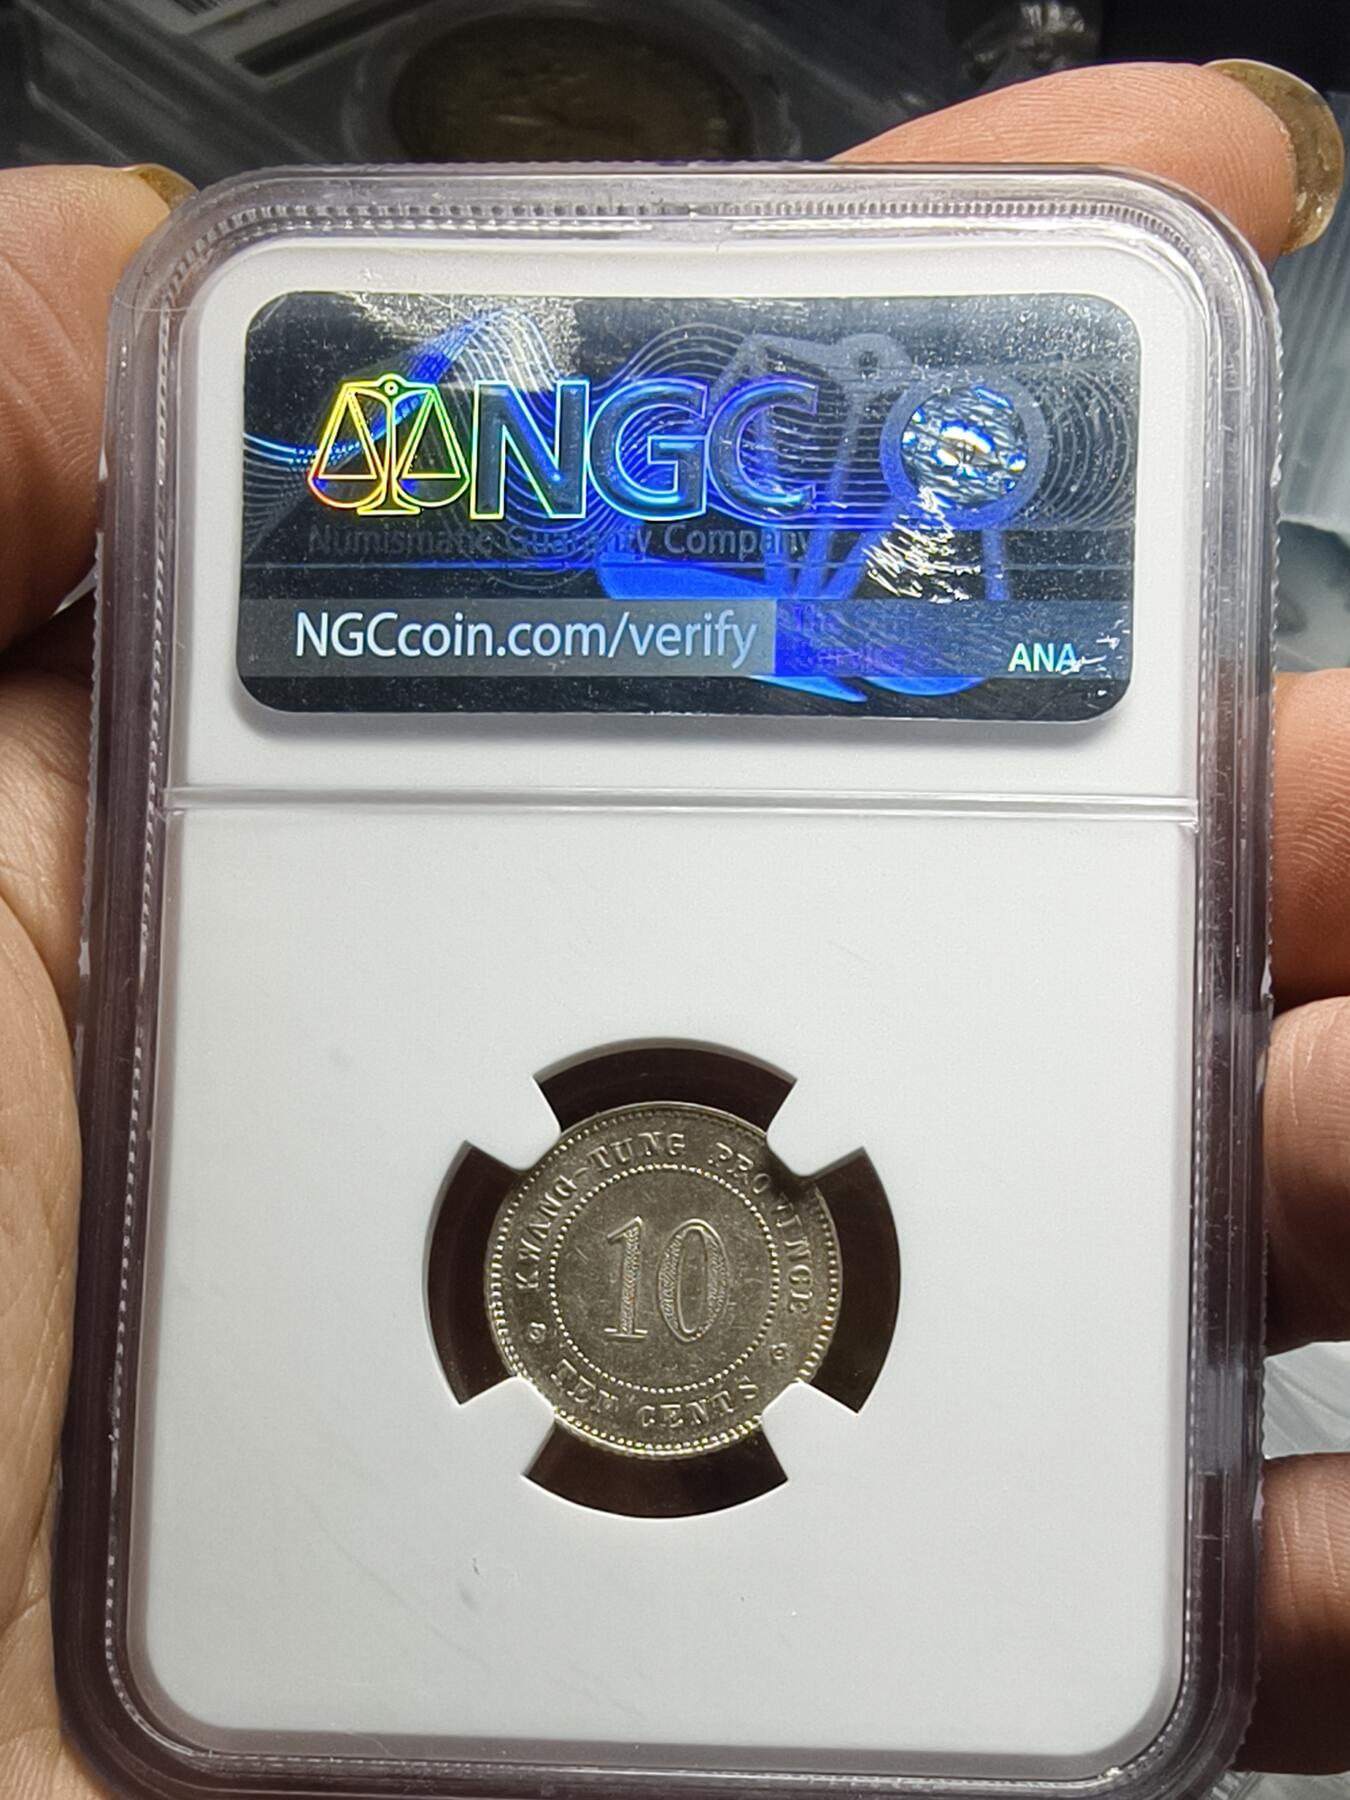 NGC
Numismatic Guaranty Company
NGCcoin.com/verify
ANA
KWANG-TUNG PROVINCE
10
TEN CENTS